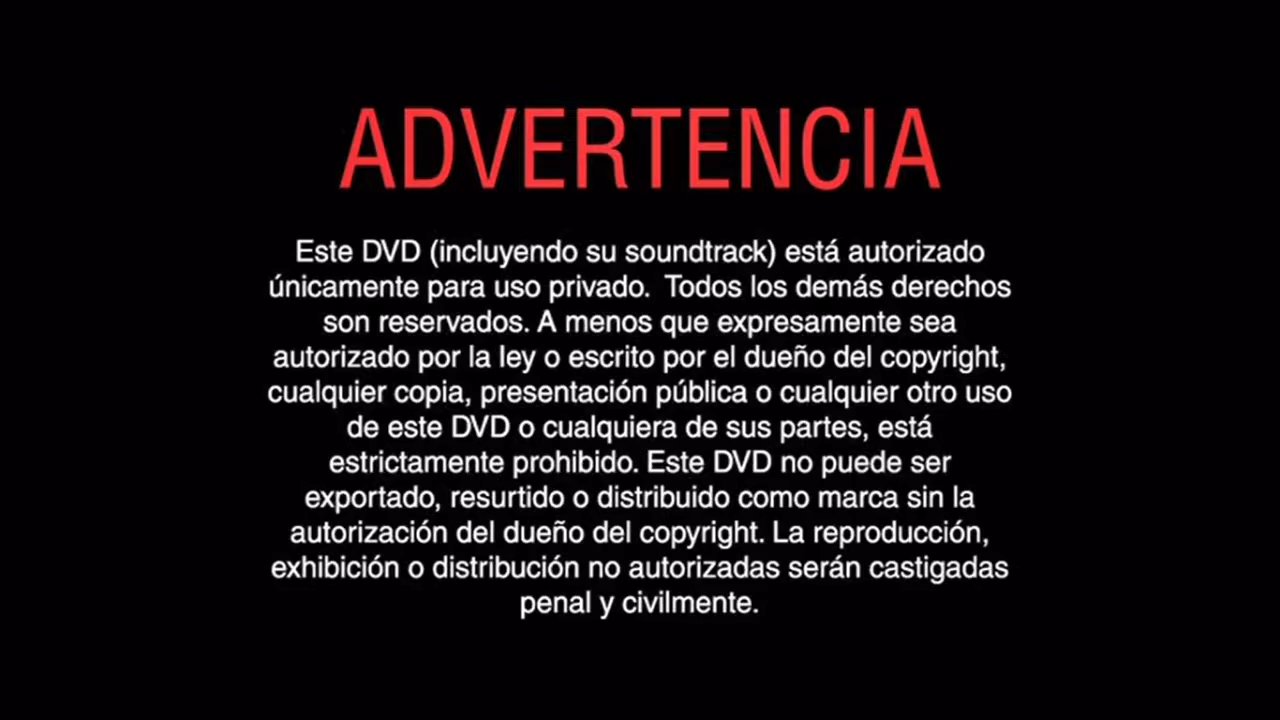 ADVERTENCIA
Este DVD (incluyendo su soundtrack) está autorizado
únicamente para uso privado.  Todos los demás derechos
son reservados. A menos que expresamente sea
autorizado por la ley o escrito por el dueño del copyright,
cualquier copia, presentación pública o cualquier otro uso
de este DVD o cualquiera de sus partes, está
estrictamente prohibido. Este DVD no puede ser
exportado, resurtido o distribuido como marca sin la
autorización del dueño del copyright. La reproducción,
exhibición o distribución no autorizadas serán castigadas
penal y civilmente.